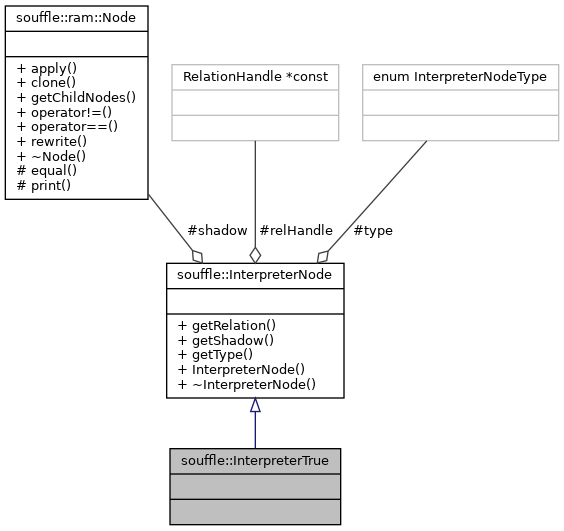 souffle::ram::Node
+ apply()
+ clone()
+ getChildNodes()
+ operator!=()
+ operator==()
+ rewrite()
+ ~Node()
# equal()
# print()
RelationHandle *const
enum InterpreterNodeType
#shadow
#relHandle
#type
souffle::InterpreterNode
+ getRelation()
+ getShadow()
+ getType()
+ InterpreterNode()
+ ~InterpreterNode()
souffle::InterpreterTrue